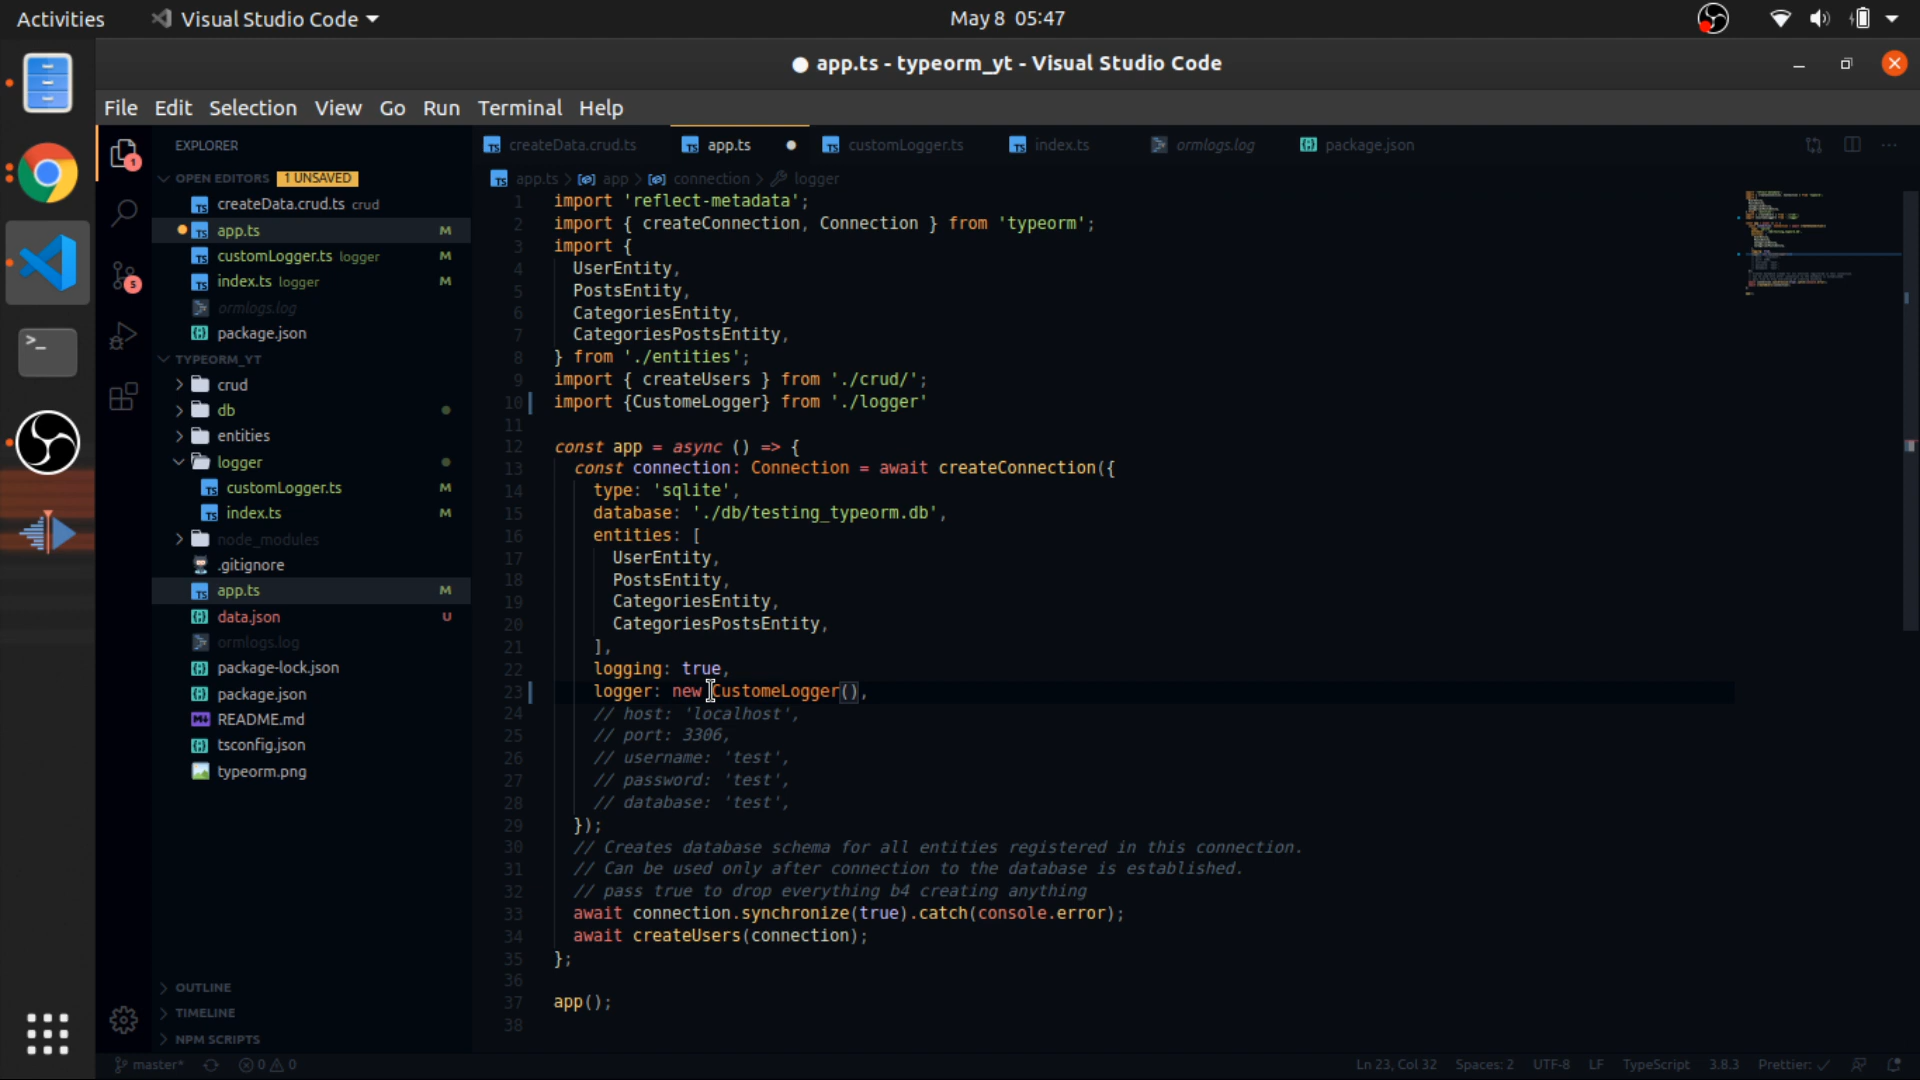 Activities
Visual Studio Code
May 8 05:47
app.ts - typeorm_yt - Visual Studio Code
File Edit Selection View Go Run Terminal Help
EXPLORER
1
OPEN EDITORS 1 UNSAVED
createData.crud.ts crud
app.ts M
customLogger.ts logger M
index.ts logger M
5
ormlogs.log
package.json
TYPEORM_YT
crud
db
entities
logger
customLogger.ts M
index.ts M
node_modules
.gitignore
app.ts M
data.json U
ormlogs.log
package-lock.json
package.json
README.md
tsconfig.json
typeorm.png
OUTLINE
TIMELINE
NPM SCRIPTS
createData.crud.ts app.ts customLogger.ts index.ts ormlogs.log package.json
app.ts > app > connection > logger
1 import 'reflect-metadata';
2 import { createConnection, Connection } from 'typeorm';
3 import {
4 UserEntity,
5 PostsEntity,
6 CategoriesEntity,
7 CategoriesPostsEntity,
8 } from './entities';
9 import { createUsers } from './crud/';
10 import {CustomeLogger} from './logger'
11
12 const app = async () => {
13 const connection: Connection = await createConnection({
14 type: 'sqlite',
15 database: './db/testing_typeorm.db',
16 entities: [
17 UserEntity,
18 PostsEntity,
19 CategoriesEntity,
20 CategoriesPostsEntity,
21 ],
22 logging: true,
23 logger: new CustomeLogger(),
24 // host: 'localhost',
25 // port: 3306,
26 // username: 'test',
27 // password: 'test',
28 // database: 'test',
29 });
30 // Creates database schema for all entities registered in this connection.
31 // Can be used only after connection to the database is established.
32 // pass true to drop everything b4 creating anything
33 await connection.synchronize(true).catch(console.error);
34 await createUsers(connection);
35 };
36
37 app();
38
master* 0 0 Ln 23, Col 32 Spaces: 2 UTF-8 LF TypeScript 3.8.3 Prettier: ✓